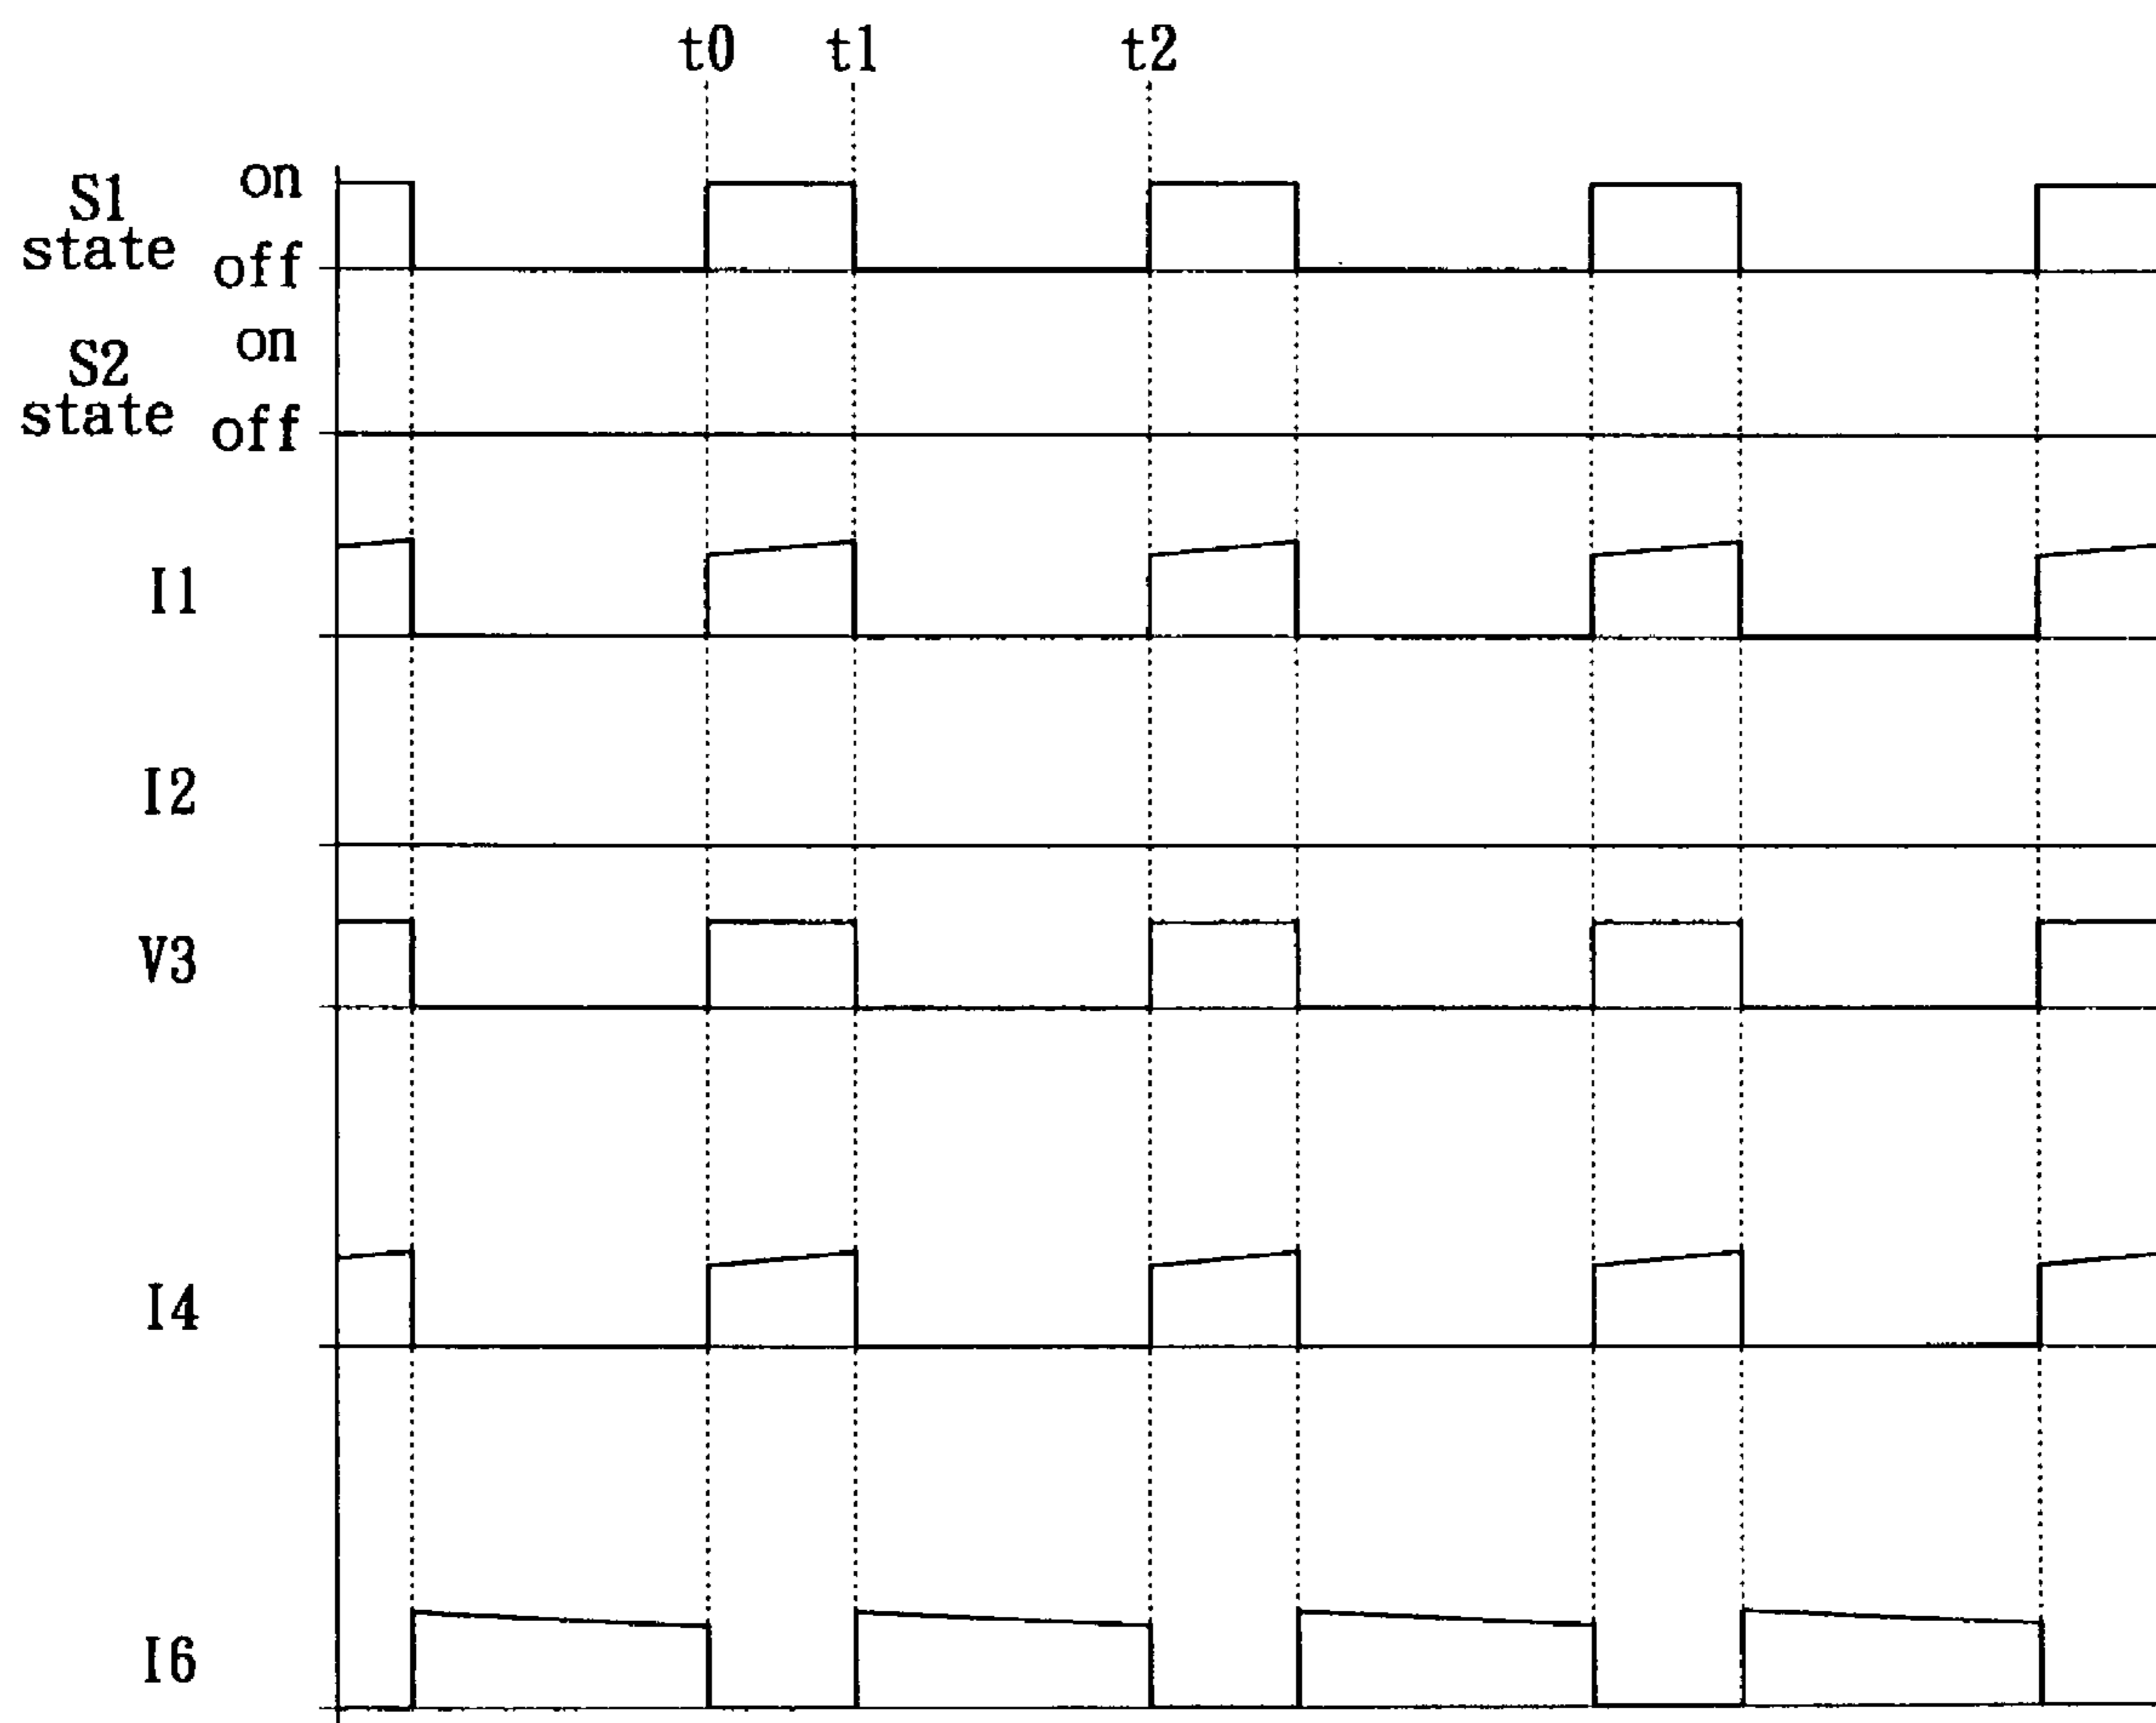 t0 t1 t2
S1 state on off
S2 state on off
I1
I2
V3
I4
I6